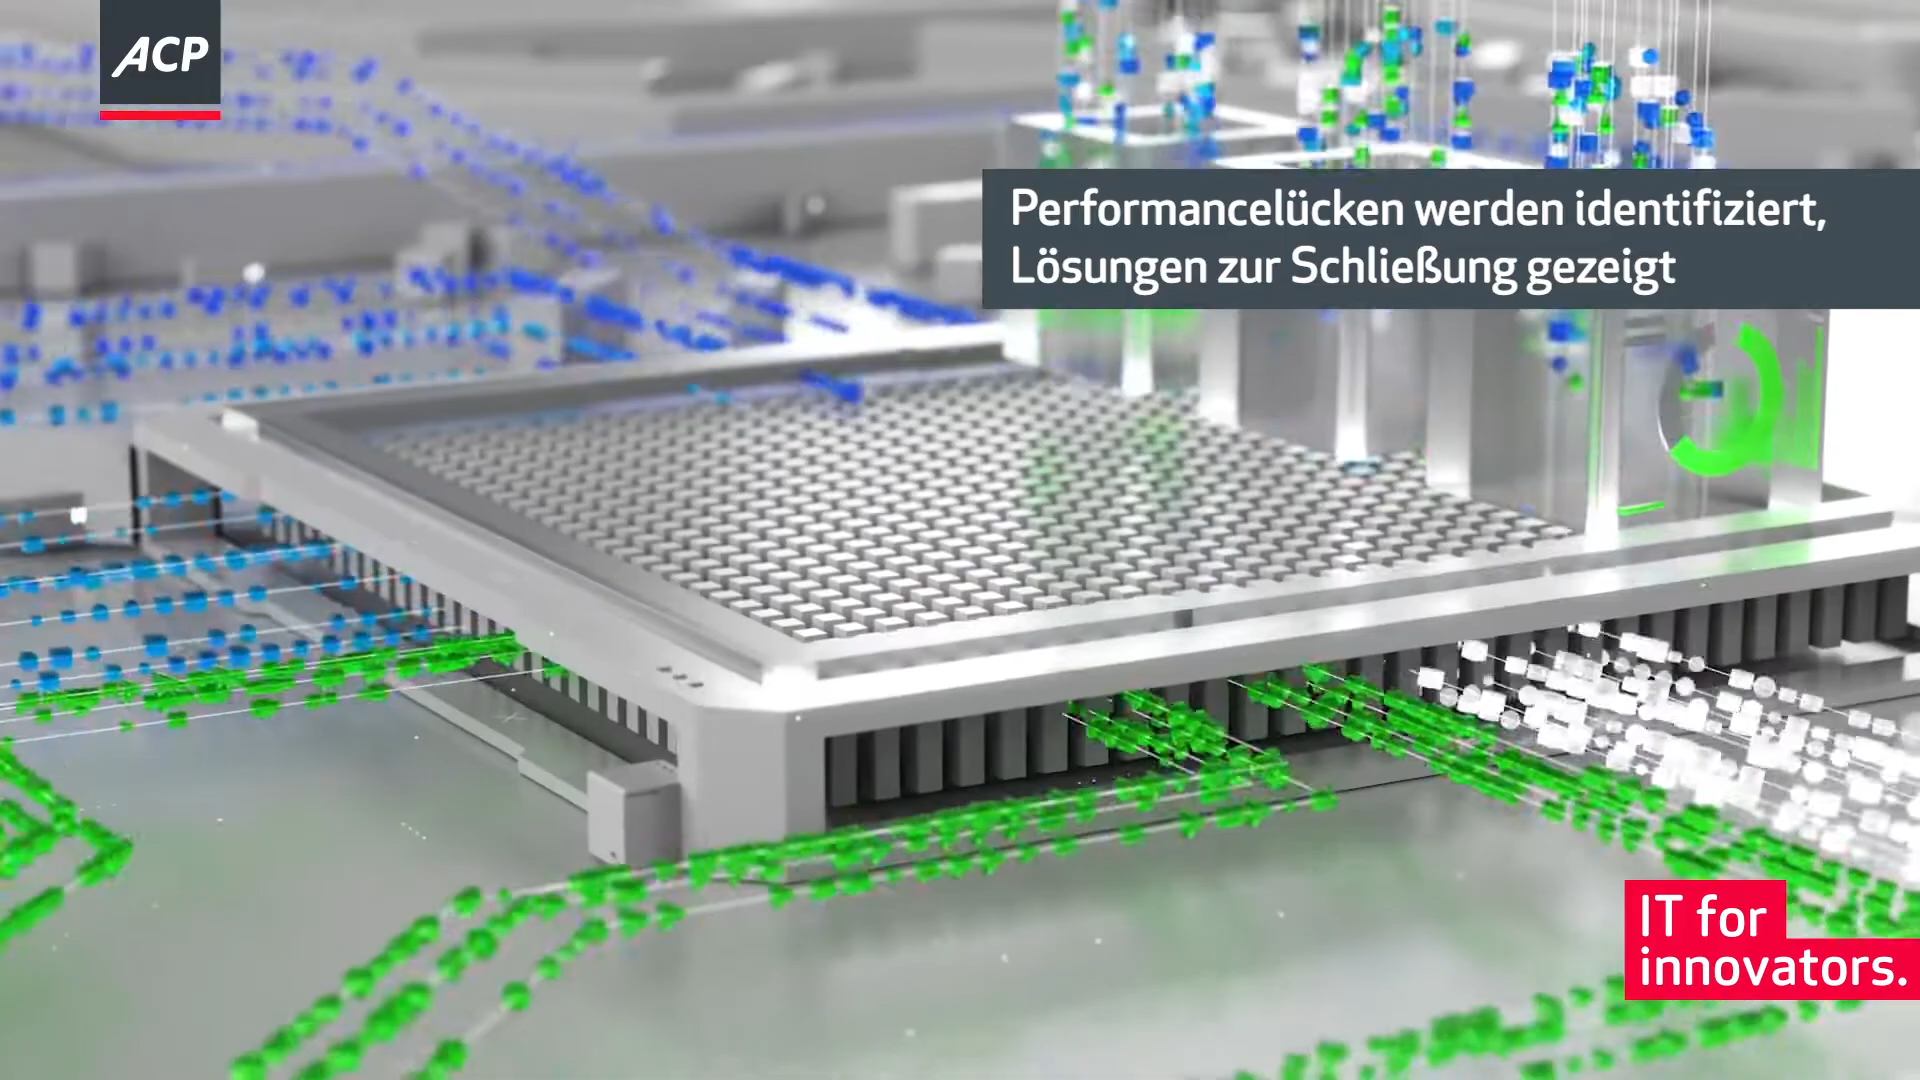 ACP
Performancelücken werden identifiziert,
Lösungen zur Schließung gezeigt
IT for
innovators.